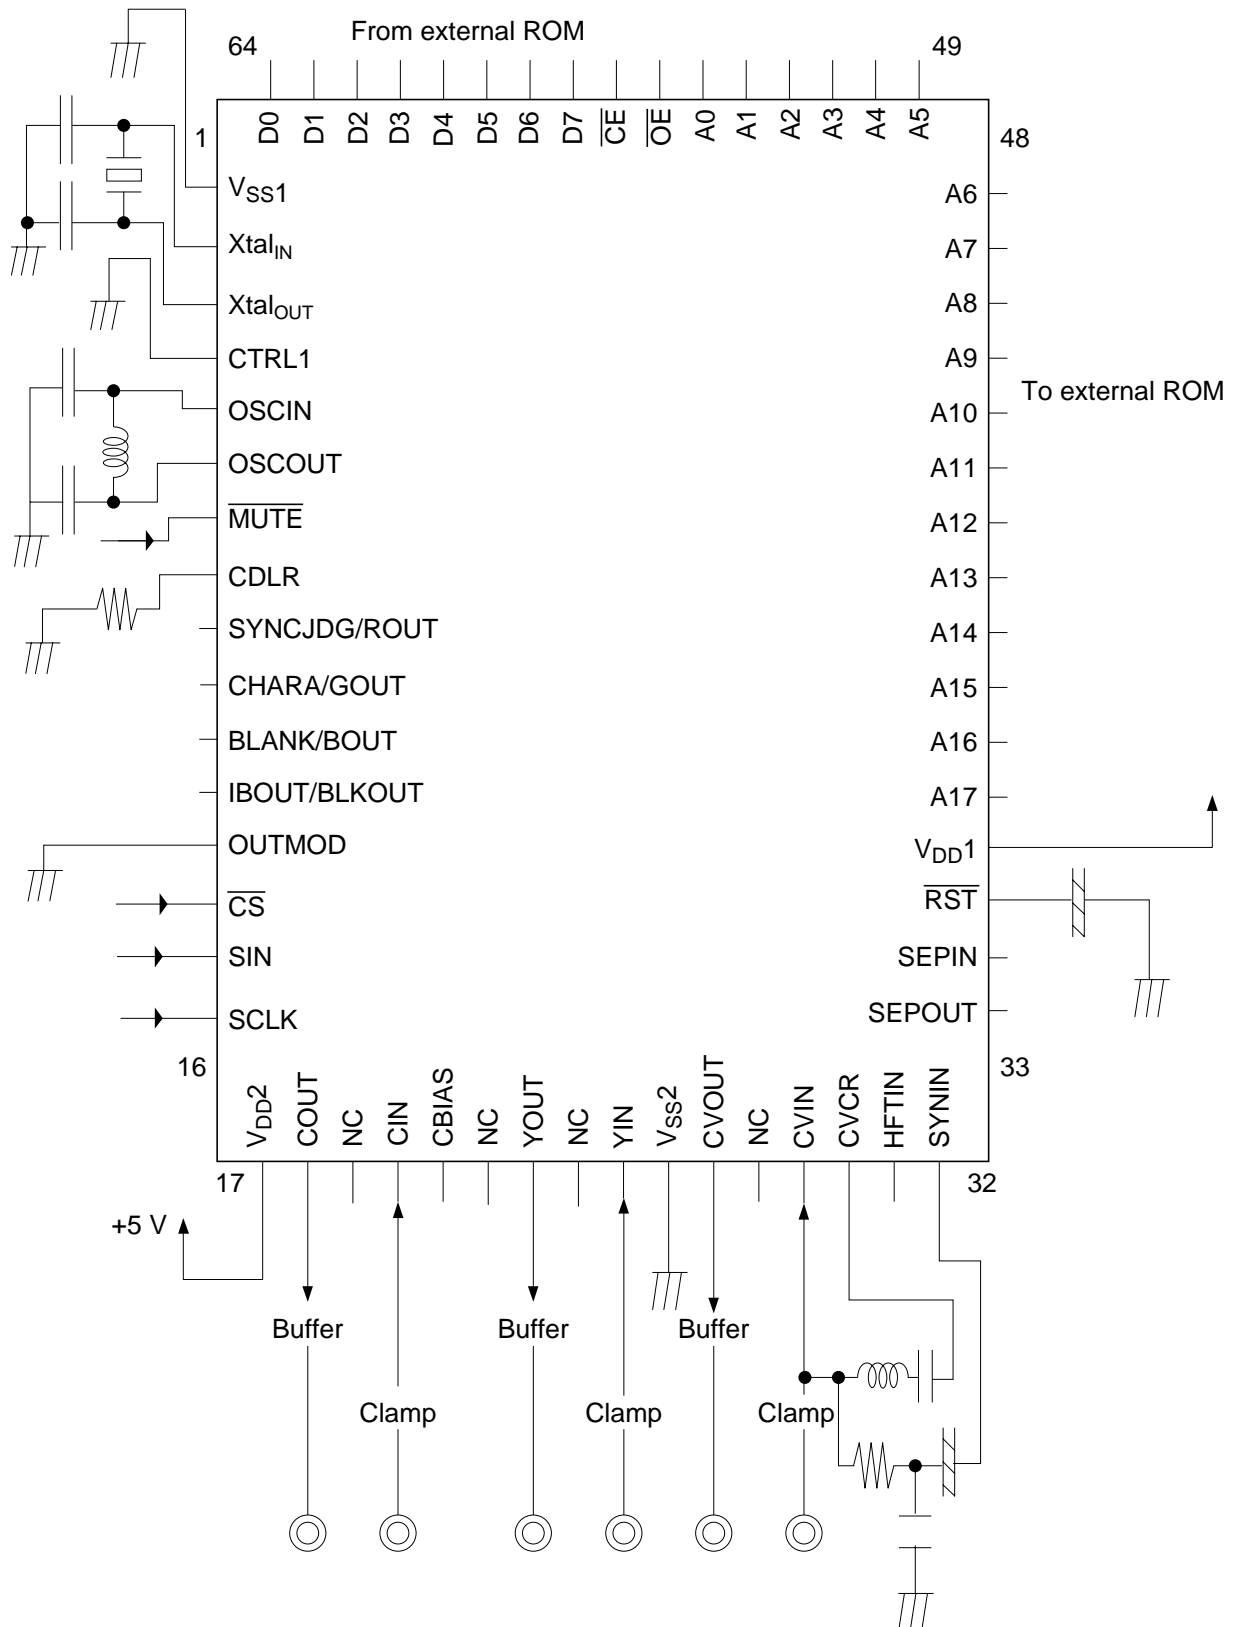 From external ROM
64
49
D0
D1
D2
D3
D4
D5
D6
D7
CE
OE
A0
A1
A2
A3
A4
A5
1
48
VSS1
XtalIN
XtalOUT
CTRL1
OSCIN
OSCOUT
MUTE
CDLR
SYNCJDG/ROUT
CHARA/GOUT
BLANK/BOUT
IBOUT/BLKOUT
OUTMOD
CS
SIN
SCLK
A6
A7
A8
A9
A10
A11
A12
A13
A14
A15
A16
A17
VDD1
RST
SEPIN
SEPOUT
To external ROM
16
33
VDD2
COUT
NC
CIN
CBIAS
NC
YOUT
NC
YIN
VSS2
CVOUT
NC
CVIN
CVCR
HFTIN
SYNIN
17
32
+5 V
Buffer
Buffer
Buffer
Clamp
Clamp
Clamp